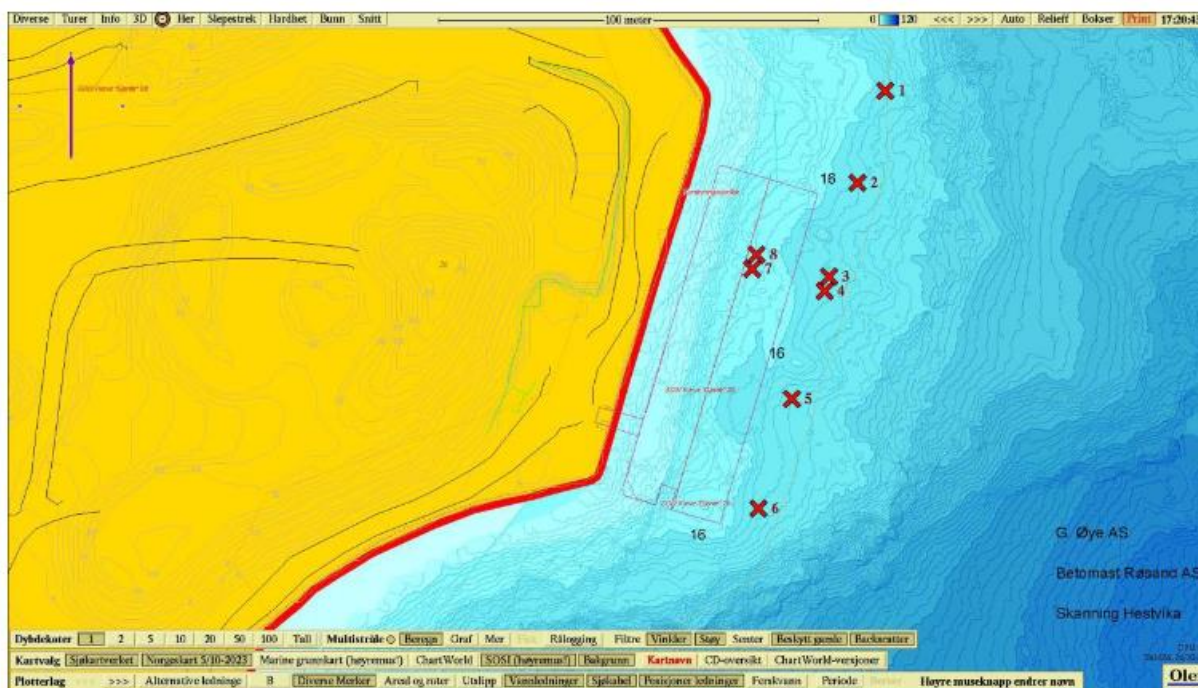 Diverse Turer Info 3D Her Slepestrek Hardhet Bunn Snitt 100 meter 0 120 <<< >>> Auto Relieff Bokser Print 17:20:4
1
16 2
8
7
3
4
16
5
6
16
G. Øye AS
Betomast Røsand AS
Skanning Hestvika
Dybdekoter 1 2 5 10 20 50 100 Tall Multistråle Beregn Graf Mer Rålogging Filtre Vinkler Støy Senter Beskytt gamle Backscatter
Kartvalg Sjøkartverket Norgeskart 5/10-2023 Marine grunnkart (høyremus!) ChartWorld SOSI (høyremus!) Bakgrunn Kartnavn CD-oversikt ChartWorld-versjoner
Plotterlag >>> Alternative ledninge B Diverse Merker Areal og ruter Utslipp Vannledninger Sjøkabel Posisjoner ledninger Ferskvann Periode Høyre museknapp endrer navn Ole